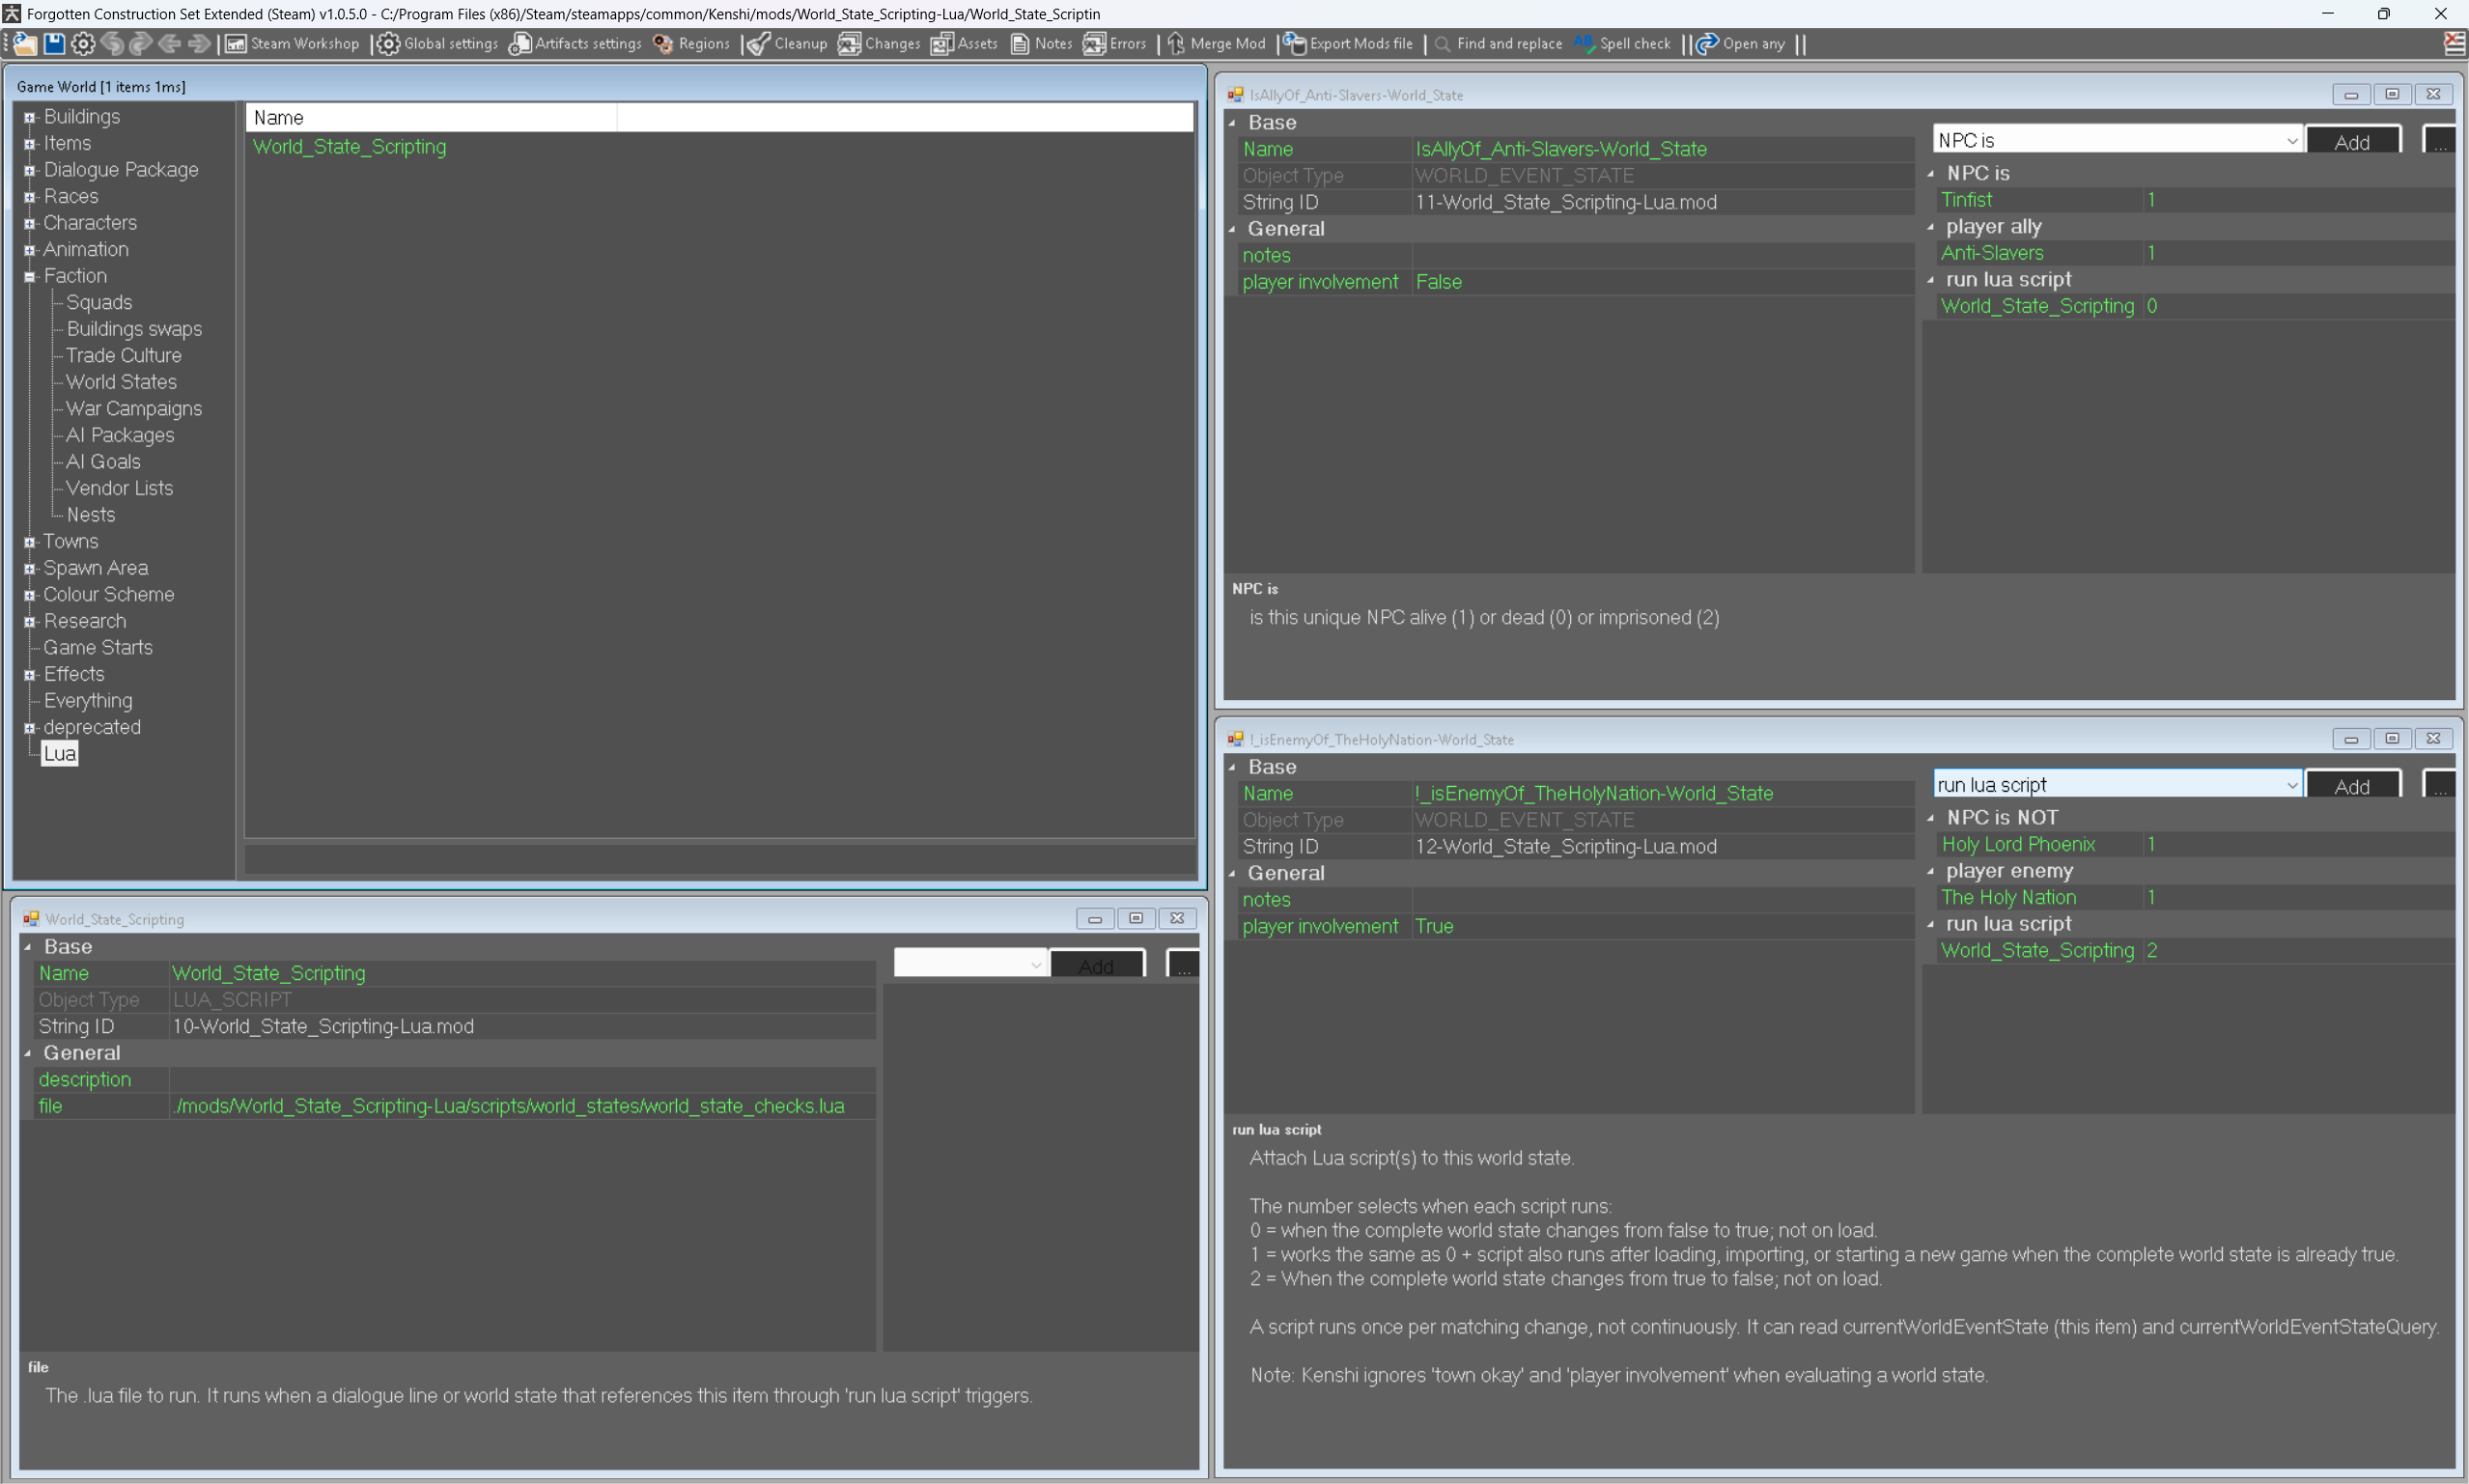 Forgotten Construction Set Extended (Steam) v1.0.5.0 - C:/Program Files (x86)/Steam/steamapps/common/Kenshi/mods/World_State_Scripting-Lua/World_State_Scriptin
Steam Workshop Global settings Artifacts settings Regions Cleanup Changes Assets Notes Errors Merge Mod Export Mods file Find and replace Spell check Open any
Game World [1 items 1ms]
Buildings
Items
Dialogue Package
Races
Characters
Animation
Faction
Squads
Buildings swaps
Trade Culture
World States
War Campaigns
AI Packages
AI Goals
Vendor Lists
Nests
Towns
Spawn Area
Colour Scheme
Research
Game Starts
Effects
Everything
deprecated
Lua
Name
World_State_Scripting
World_State_Scripting
Base
Name World_State_Scripting
Object Type LUA_SCRIPT
String ID 10-World_State_Scripting-Lua.mod
General
description
file ./mods/World_State_Scripting-Lua/scripts/world_states/world_state_checks.lua
Add ...
file
The .lua file to run. It runs when a dialogue line or world state that references this item through 'run lua script' triggers.
IsAllyOf_Anti-Slavers-World_State
Base
Name IsAllyOf_Anti-Slavers-World_State
Object Type WORLD_EVENT_STATE
String ID 11-World_State_Scripting-Lua.mod
General
notes
player involvement False
NPC is Add ...
NPC is
Tinfist 1
player ally
Anti-Slavers 1
run lua script
World_State_Scripting 0
NPC is
is this unique NPC alive (1) or dead (0) or imprisoned (2)
!_isEnemyOf_TheHolyNation-World_State
Base
Name !_isEnemyOf_TheHolyNation-World_State
Object Type WORLD_EVENT_STATE
String ID 12-World_State_Scripting-Lua.mod
General
notes
player involvement True
run lua script Add ...
NPC is NOT
Holy Lord Phoenix 1
player enemy
The Holy Nation 1
run lua script
World_State_Scripting 2
run lua script
Attach Lua script(s) to this world state.
The number selects when each script runs:
0 = when the complete world state changes from false to true; not on load.
1 = works the same as 0 + script also runs after loading, importing, or starting a new game when the complete world state is already true.
2 = When the complete world state changes from true to false; not on load.
A script runs once per matching change, not continuously. It can read currentWorldEventState (this item) and currentWorldEventStateQuery.
Note: Kenshi ignores 'town okay' and 'player involvement' when evaluating a world state.